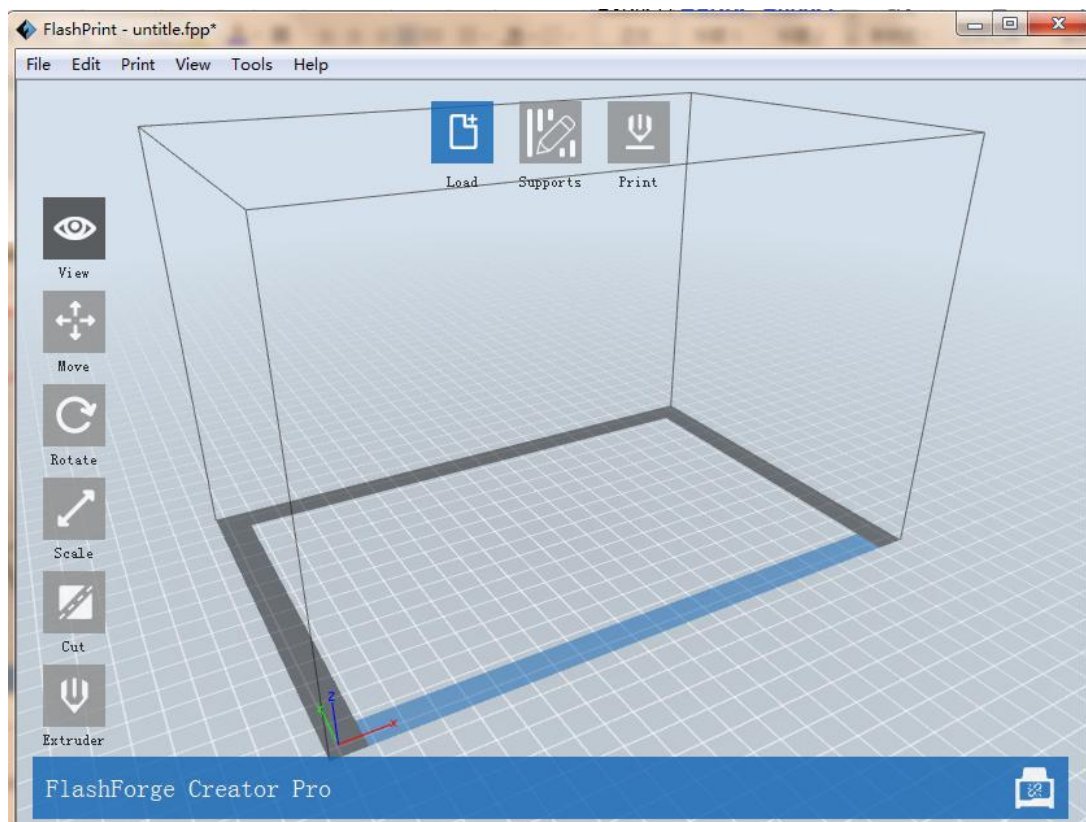 FlashPrint - untitle.fpp*
File Edit Print View Tools Help
Load Supports Print
View
Move
Rotate
Scale
Cut
Extruder
Z
x
FlashForge Creator Pro